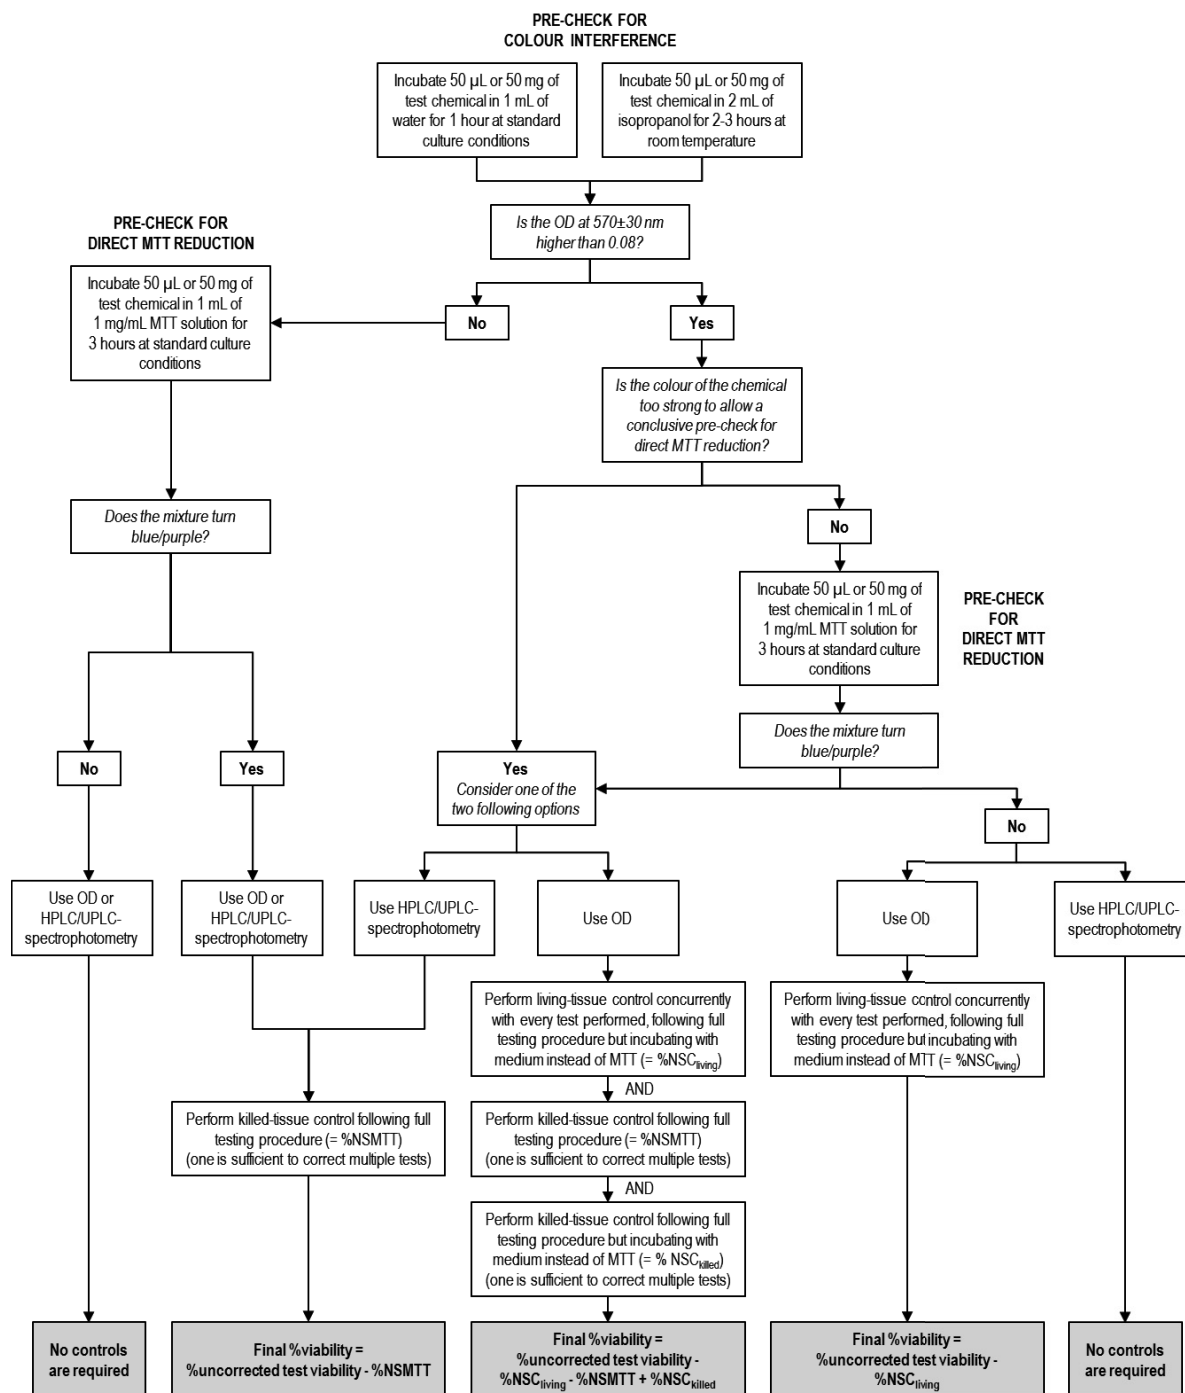 PRE-CHECK FOR
COLOUR INTERFERENCE
Incubate 50 µL or 50 mg of
test chemical in 1 mL of
water for 1 hour at standard
culture conditions
Incubate 50 µL or 50 mg of
test chemical in 2 mL of
isopropanol for 2-3 hours at
room temperature
Is the OD at 570±30 nm
higher than 0.08?
PRE-CHECK FOR
DIRECT MTT REDUCTION
Incubate 50 µL or 50 mg of
test chemical in 1 mL of
1 mg/mL MTT solution for
3 hours at standard culture
conditions
No
Yes
Is the colour of the chemical
too strong to allow a
conclusive pre-check for
direct MTT reduction?
Does the mixture turn
blue/purple?
No
Incubate 50 µL or 50 mg of
test chemical in 1 mL of
1 mg/mL MTT solution for
3 hours at standard culture
conditions
PRE-CHECK
FOR
DIRECT MTT
REDUCTION
Does the mixture turn
blue/purple?
No
Yes
Yes
Consider one of the
two following options
No
Use OD or
HPLC/UPLC-
spectrophotometry
Use OD or
HPLC/UPLC-
spectrophotometry
Use HPLC/UPLC-
spectrophotometry
Use OD
Use OD
Use HPLC/UPLC-
spectrophotometry
Perform living-tissue control concurrently
with every test performed, following full
testing procedure but incubating with
medium instead of MTT (= %NSCliving)
AND
Perform living-tissue control concurrently
with every test performed, following full
testing procedure but incubating with
medium instead of MTT (= %NSCliving)
Perform killed-tissue control following full
testing procedure (= %NSMTT)
(one is sufficient to correct multiple tests)
Perform killed-tissue control following full
testing procedure (= %NSMTT)
(one is sufficient to correct multiple tests)
AND
Perform killed-tissue control following full
testing procedure but incubating with
medium instead of MTT (= % NSCkilled)
(one is sufficient to correct multiple tests)
No controls
are required
Final %viability =
%uncorrected test viability - %NSMTT
Final %viability =
%uncorrected test viability -
%NSCliving - %NSMTT + %NSCkilled
Final %viability =
%uncorrected test viability -
%NSCliving
No controls
are required